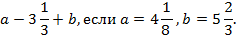 a − 3 1/3 + b, если a = 4 1/8, b = 5 2/3.